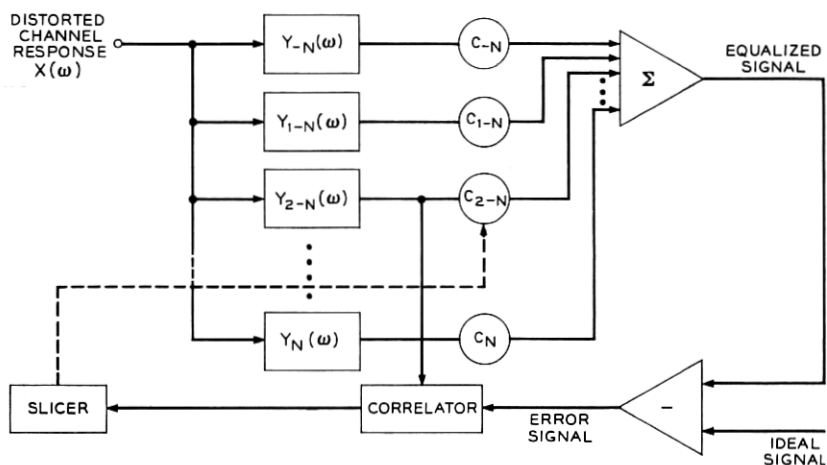 DISTORTED
CHANNEL
RESPONSE
X(ω)
Y₋N(ω)
C₋N
Y₁₋N(ω)
C₁₋N
Y₂₋N(ω)
C₂₋N
YN(ω)
CN
Σ
EQUALIZED
SIGNAL
SLICER
CORRELATOR
ERROR
SIGNAL
−
IDEAL
SIGNAL